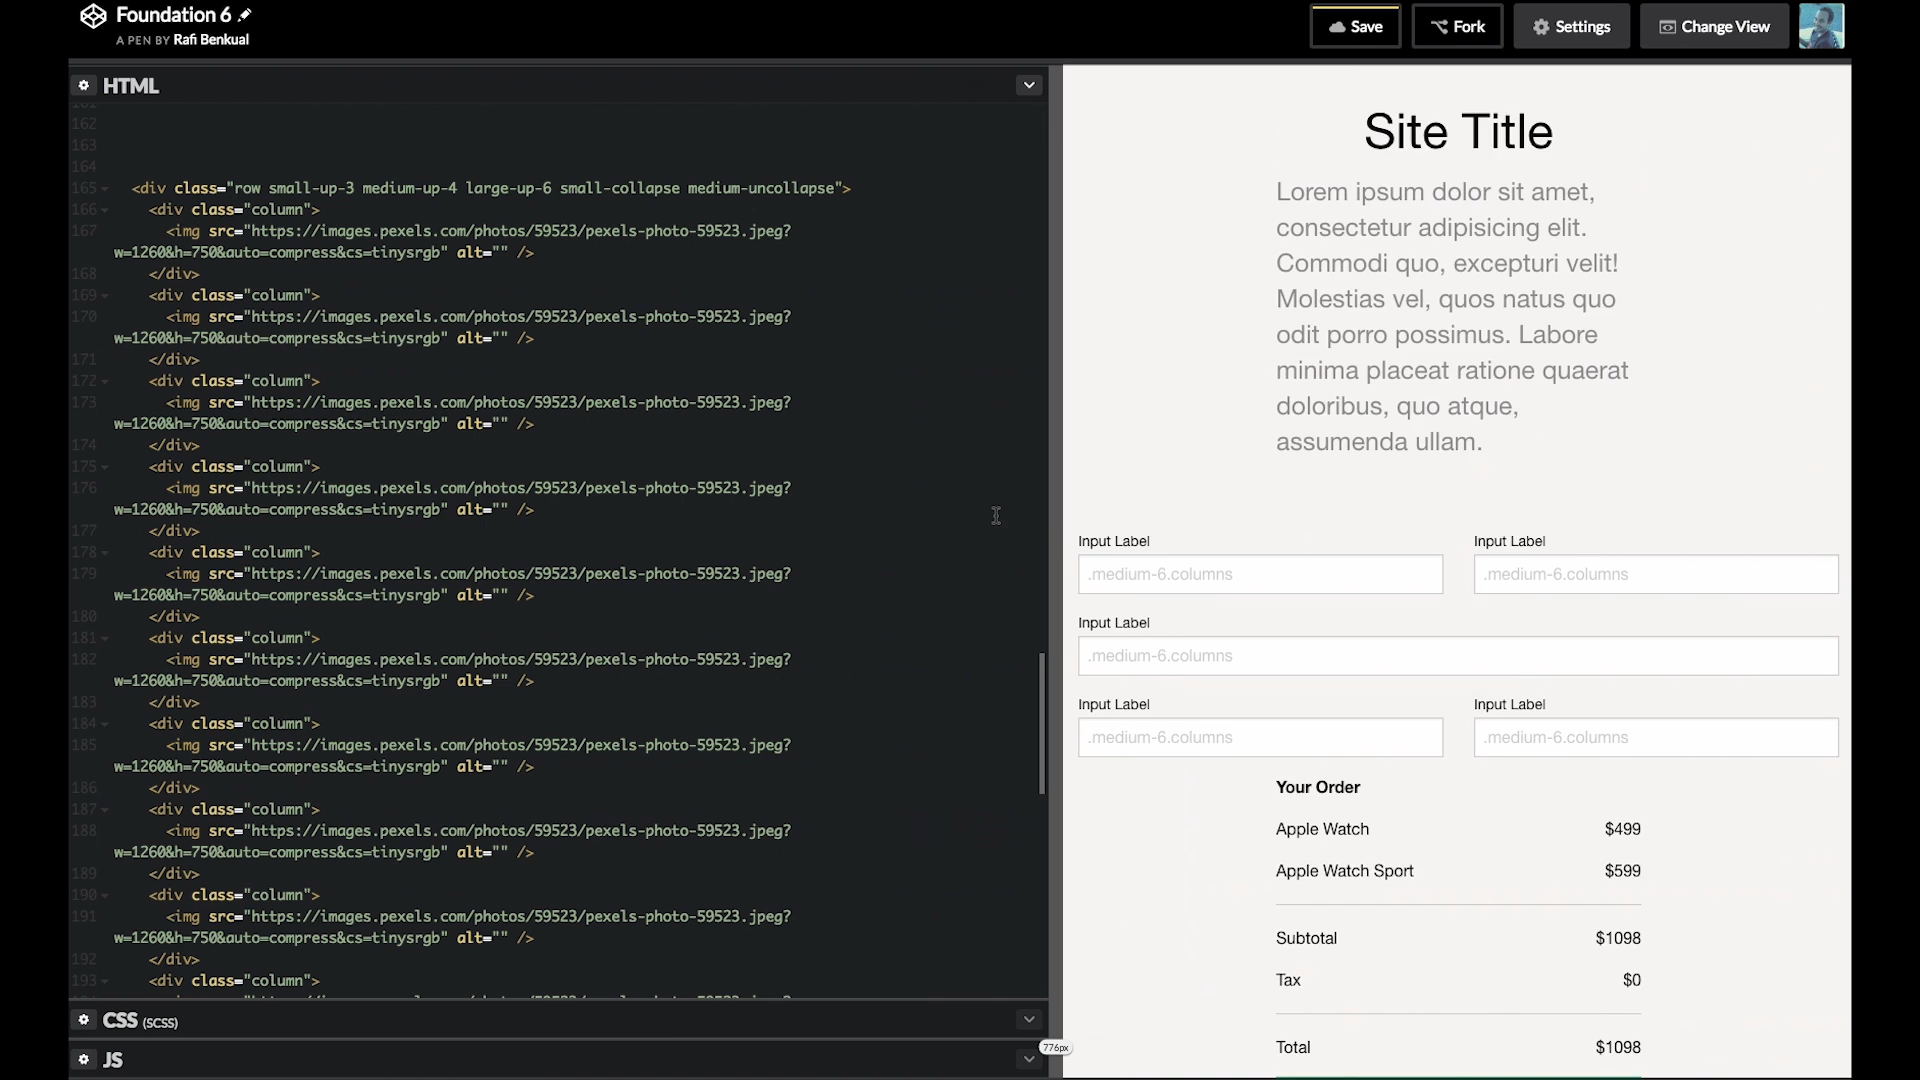 Foundation 6
A PEN BY Rafi Benkual
Save
Fork
Settings
Change View
HTML
161
162
163
164
165 <div class="row small-up-3 medium-up-4 large-up-6 small-collapse medium-uncollapse">
166 <div class="column">
167 <img src="https://images.pexels.com/photos/59523/pexels-photo-59523.jpeg?
w=1260&h=750&auto=compress&cs=tinysrgb" alt="" />
168 </div>
169 <div class="column">
170 <img src="https://images.pexels.com/photos/59523/pexels-photo-59523.jpeg?
w=1260&h=750&auto=compress&cs=tinysrgb" alt="" />
171 </div>
172 <div class="column">
173 <img src="https://images.pexels.com/photos/59523/pexels-photo-59523.jpeg?
w=1260&h=750&auto=compress&cs=tinysrgb" alt="" />
174 </div>
175 <div class="column">
176 <img src="https://images.pexels.com/photos/59523/pexels-photo-59523.jpeg?
w=1260&h=750&auto=compress&cs=tinysrgb" alt="" />
177 </div>
178 <div class="column">
179 <img src="https://images.pexels.com/photos/59523/pexels-photo-59523.jpeg?
w=1260&h=750&auto=compress&cs=tinysrgb" alt="" />
180 </div>
181 <div class="column">
182 <img src="https://images.pexels.com/photos/59523/pexels-photo-59523.jpeg?
w=1260&h=750&auto=compress&cs=tinysrgb" alt="" />
183 </div>
184 <div class="column">
185 <img src="https://images.pexels.com/photos/59523/pexels-photo-59523.jpeg?
w=1260&h=750&auto=compress&cs=tinysrgb" alt="" />
186 </div>
187 <div class="column">
188 <img src="https://images.pexels.com/photos/59523/pexels-photo-59523.jpeg?
w=1260&h=750&auto=compress&cs=tinysrgb" alt="" />
189 </div>
190 <div class="column">
191 <img src="https://images.pexels.com/photos/59523/pexels-photo-59523.jpeg?
w=1260&h=750&auto=compress&cs=tinysrgb" alt="" />
192 </div>
193 <div class="column">
CSS (SCSS)
JS
776px
Site Title
Lorem ipsum dolor sit amet,
consectetur adipisicing elit.
Commodi quo, excepturi velit!
Molestias vel, quos natus quo
odit porro possimus. Labore
minima placeat ratione quaerat
doloribus, quo atque,
assumenda ullam.
Input Label Input Label
.medium-6.columns .medium-6.columns
Input Label
.medium-6.columns
Input Label Input Label
.medium-6.columns .medium-6.columns
Your Order
Apple Watch $499
Apple Watch Sport $599
Subtotal $1098
Tax $0
Total $1098